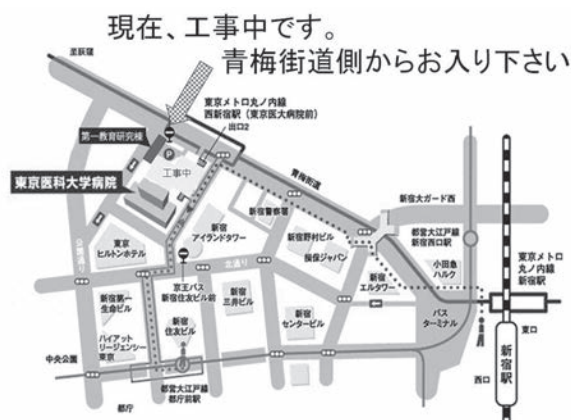 現在、工事中です。
青梅街道側からお入り下さい
至荻窪
東京メトロ丸ノ内線
西新宿駅（東京医大病院前）
出口2
第一教育研究棟
P
工事中
東京医科大学病院
青梅街道
新宿大ガード西
新宿警察署
都営大江戸線
新宿西口駅
公園通り
東京
ヒルトンホテル
新宿
アイランドタワー
新宿野村ビル
損保ジャパン
小田急
ハルク
東京メトロ
丸ノ内線
新宿駅
北通り
京王バス
新宿住友ビル前
新宿
エルタワー
新宿第一
生命ビル
新宿
三井ビル
バス
ターミナル
新宿
住友ビル
新宿
センタービル
東口
ハイアット
リージェンシー
東京
新宿駅
中央公園
西口
都営大江戸線
都庁前駅
都庁